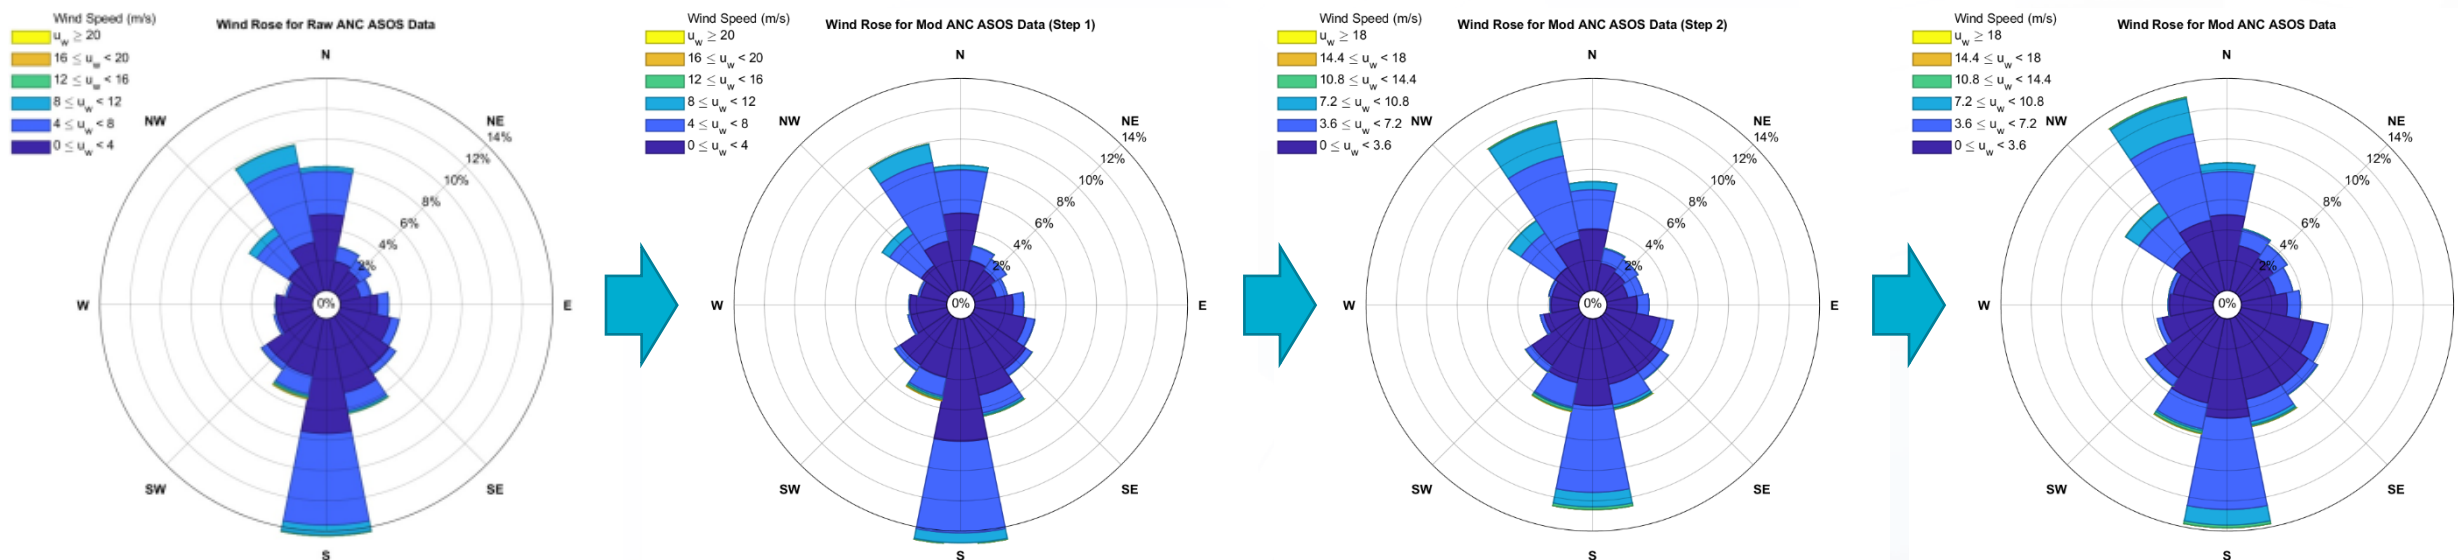 Wind Speed (m/s)
u_w ≥ 20
16 ≤ u_w < 20
12 ≤ u_w < 16
8 ≤ u_w < 12
4 ≤ u_w < 8
0 ≤ u_w < 4
Wind Rose for Raw ANC ASOS Data
N
NW
NE
14%
12%
10%
8%
6%
4%
2%
0%
W
E
SW
SE
S
Wind Speed (m/s)
u_w ≥ 20
16 ≤ u_w < 20
12 ≤ u_w < 16
8 ≤ u_w < 12
4 ≤ u_w < 8
0 ≤ u_w < 4
Wind Rose for Mod ANC ASOS Data (Step 1)
N
NW
NE
14%
12%
10%
8%
6%
4%
2%
0%
W
E
SW
SE
S
Wind Speed (m/s)
u_w ≥ 18
14.4 ≤ u_w < 18
10.8 ≤ u_w < 14.4
7.2 ≤ u_w < 10.8
3.6 ≤ u_w < 7.2
0 ≤ u_w < 3.6
Wind Rose for Mod ANC ASOS Data (Step 2)
N
NW
NE
14%
12%
10%
8%
6%
4%
2%
0%
W
E
SW
SE
S
Wind Speed (m/s)
u_w ≥ 18
14.4 ≤ u_w < 18
10.8 ≤ u_w < 14.4
7.2 ≤ u_w < 10.8
3.6 ≤ u_w < 7.2
0 ≤ u_w < 3.6
Wind Rose for Mod ANC ASOS Data
N
NW
NE
14%
12%
10%
8%
6%
4%
2%
0%
W
E
SW
SE
S